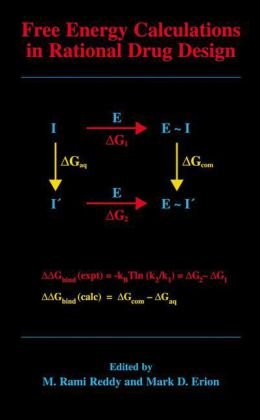 Free Energy Calculations
in Rational Drug Design
I E E ~ I
ΔG₁
ΔGaq ΔGcom
I´ E E ~ I´
ΔG₂
ΔΔGbind (expt) = -kBTln (k₂/k₁) = ΔG₂– ΔG₁
ΔΔGbind (calc) = ΔGcom – ΔGaq
Edited by
M. Rami Reddy and Mark D. Erion